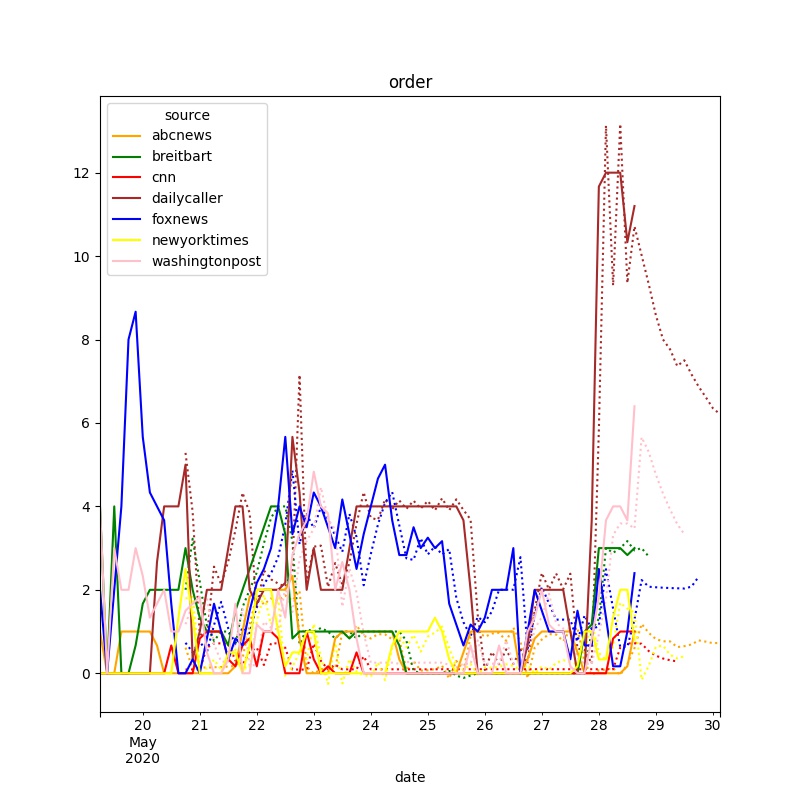 order
source
abcnews
breitbart
cnn
dailycaller
foxnews
newyorktimes
washingtonpost
12
10
8
6
4
2
0
20 21 22 23 24 25 26 27 28 29 30
May
2020
date